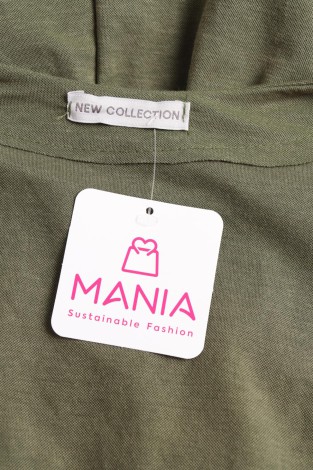 NEW COLLECTION
MANIA
Sustainable Fashion